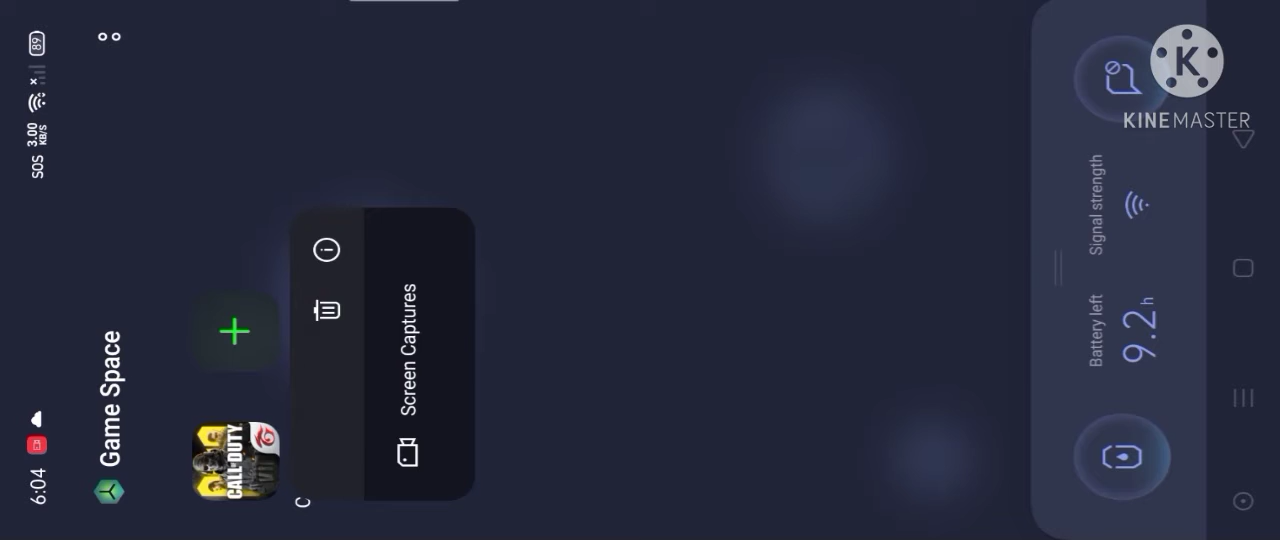 6:04
SOS 3.00 KB/S 89
Game Space
CALL OF DUTY
C
Screen Captures
Battery left
9.2h
Signal strength
KINEMASTER